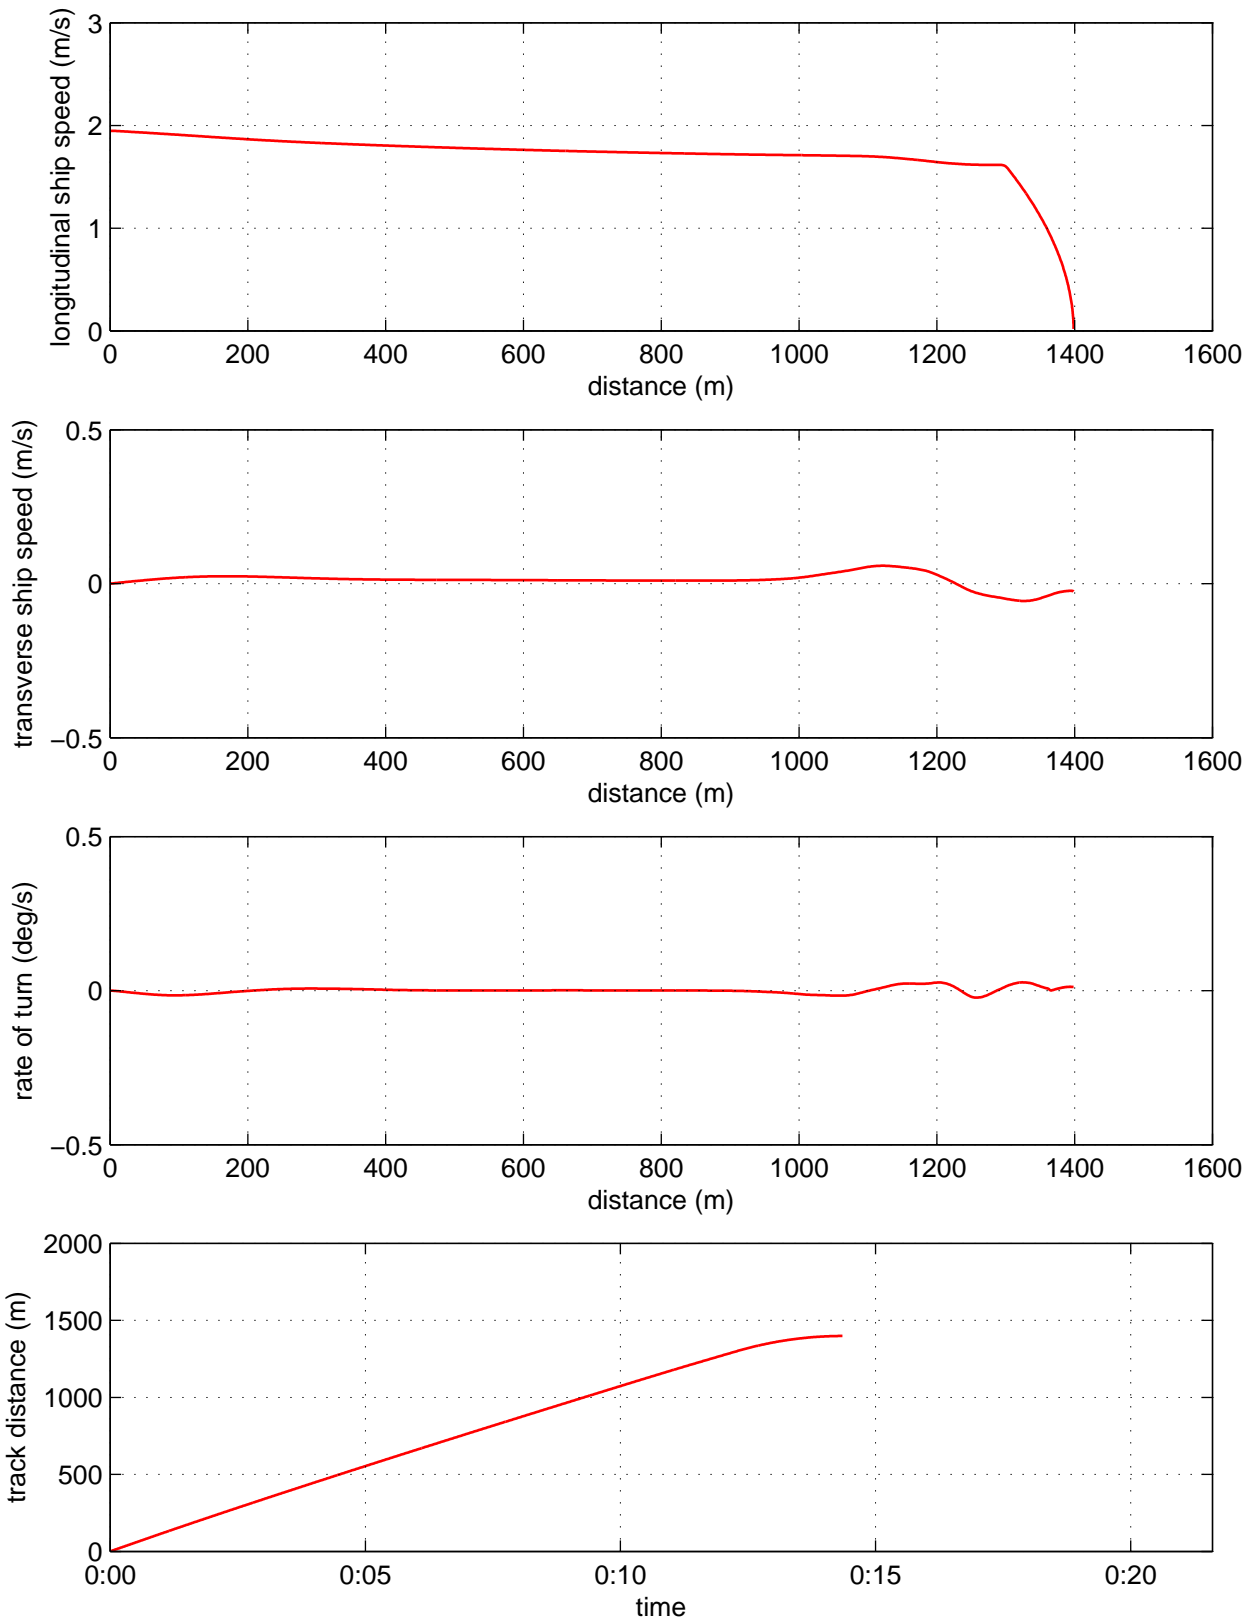 longitudinal ship speed (m/s)
3
2
1
0
0 200 400 600 800 1000 1200 1400 1600
distance (m)
transverse ship speed (m/s)
0.5
0
−0.5
0 200 400 600 800 1000 1200 1400 1600
distance (m)
rate of turn (deg/s)
0.5
0
−0.5
0 200 400 600 800 1000 1200 1400 1600
distance (m)
track distance (m)
2000
1500
1000
500
0
0:00 0:05 0:10 0:15 0:20
time